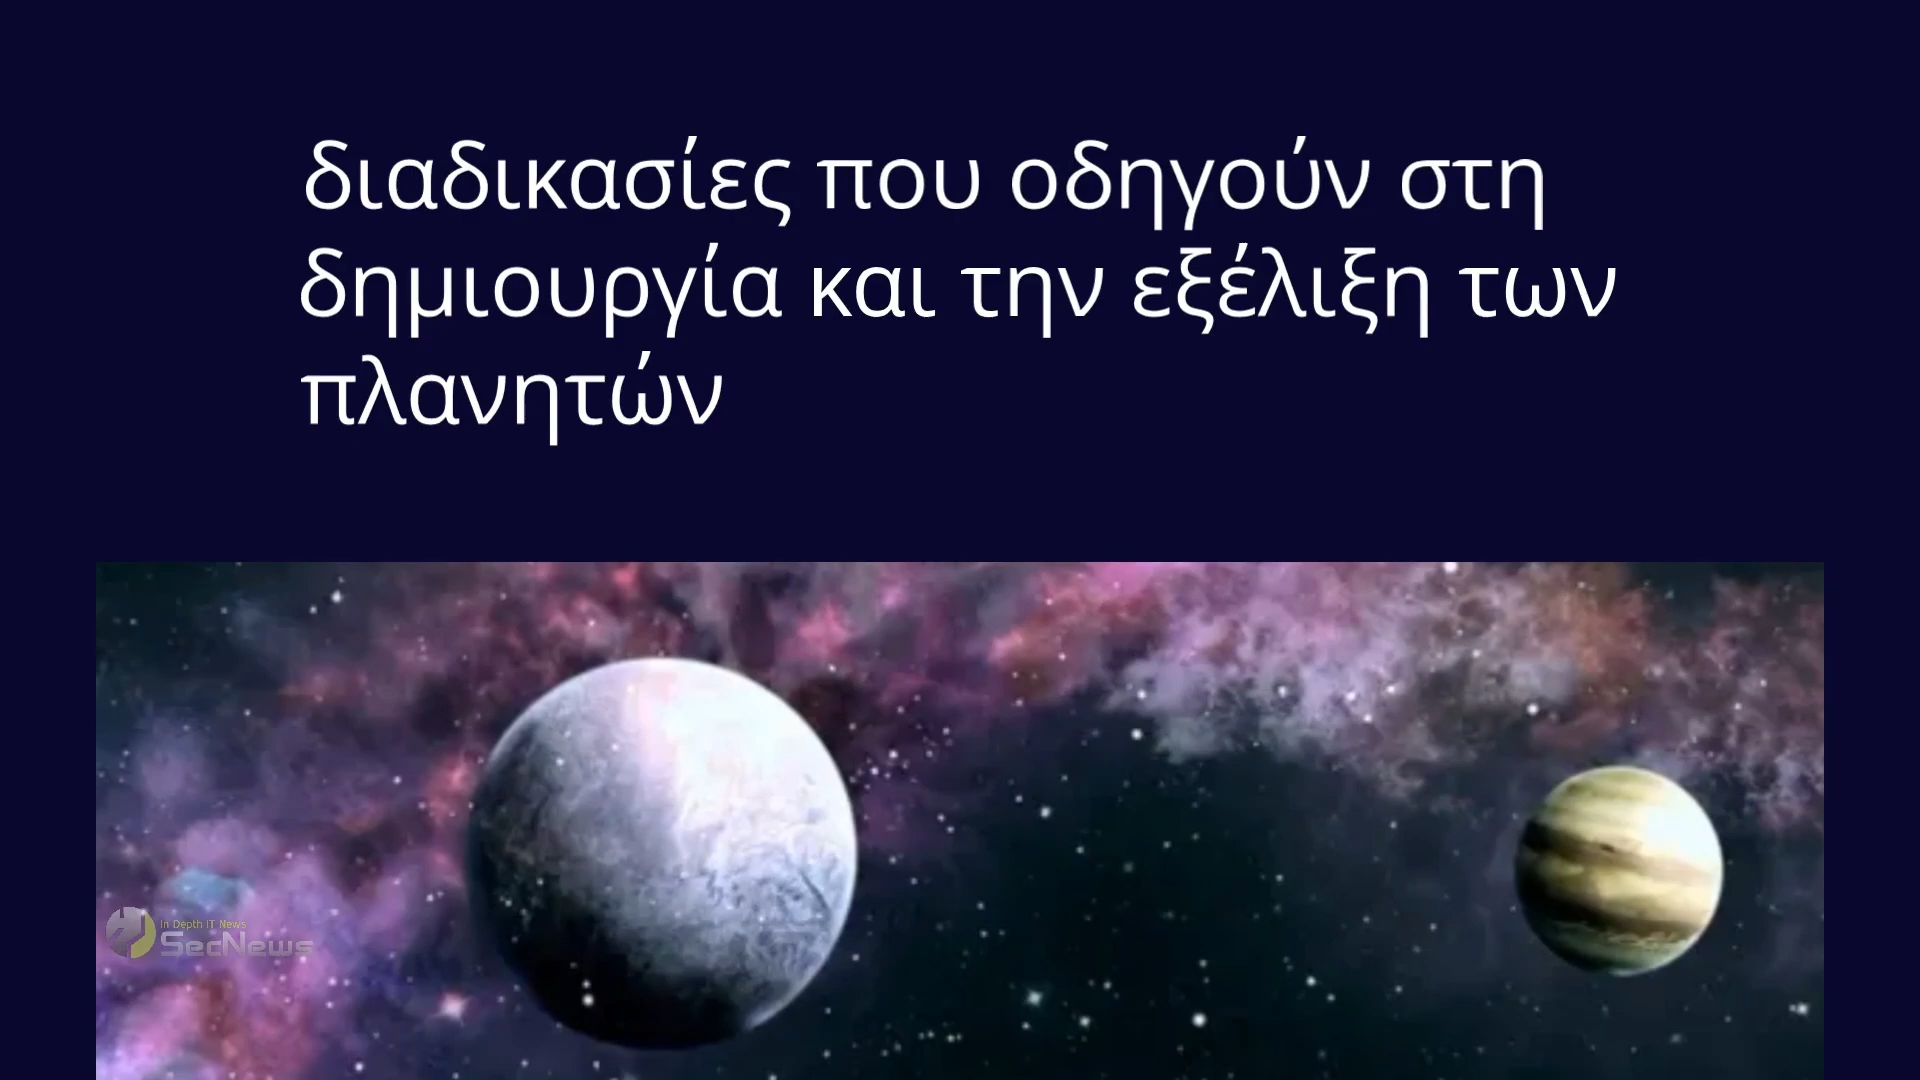 διαδικασίες που οδηγούν στη
δημιουργία και την εξέλιξη των
πλανητών
In Depth IT News
SecNews